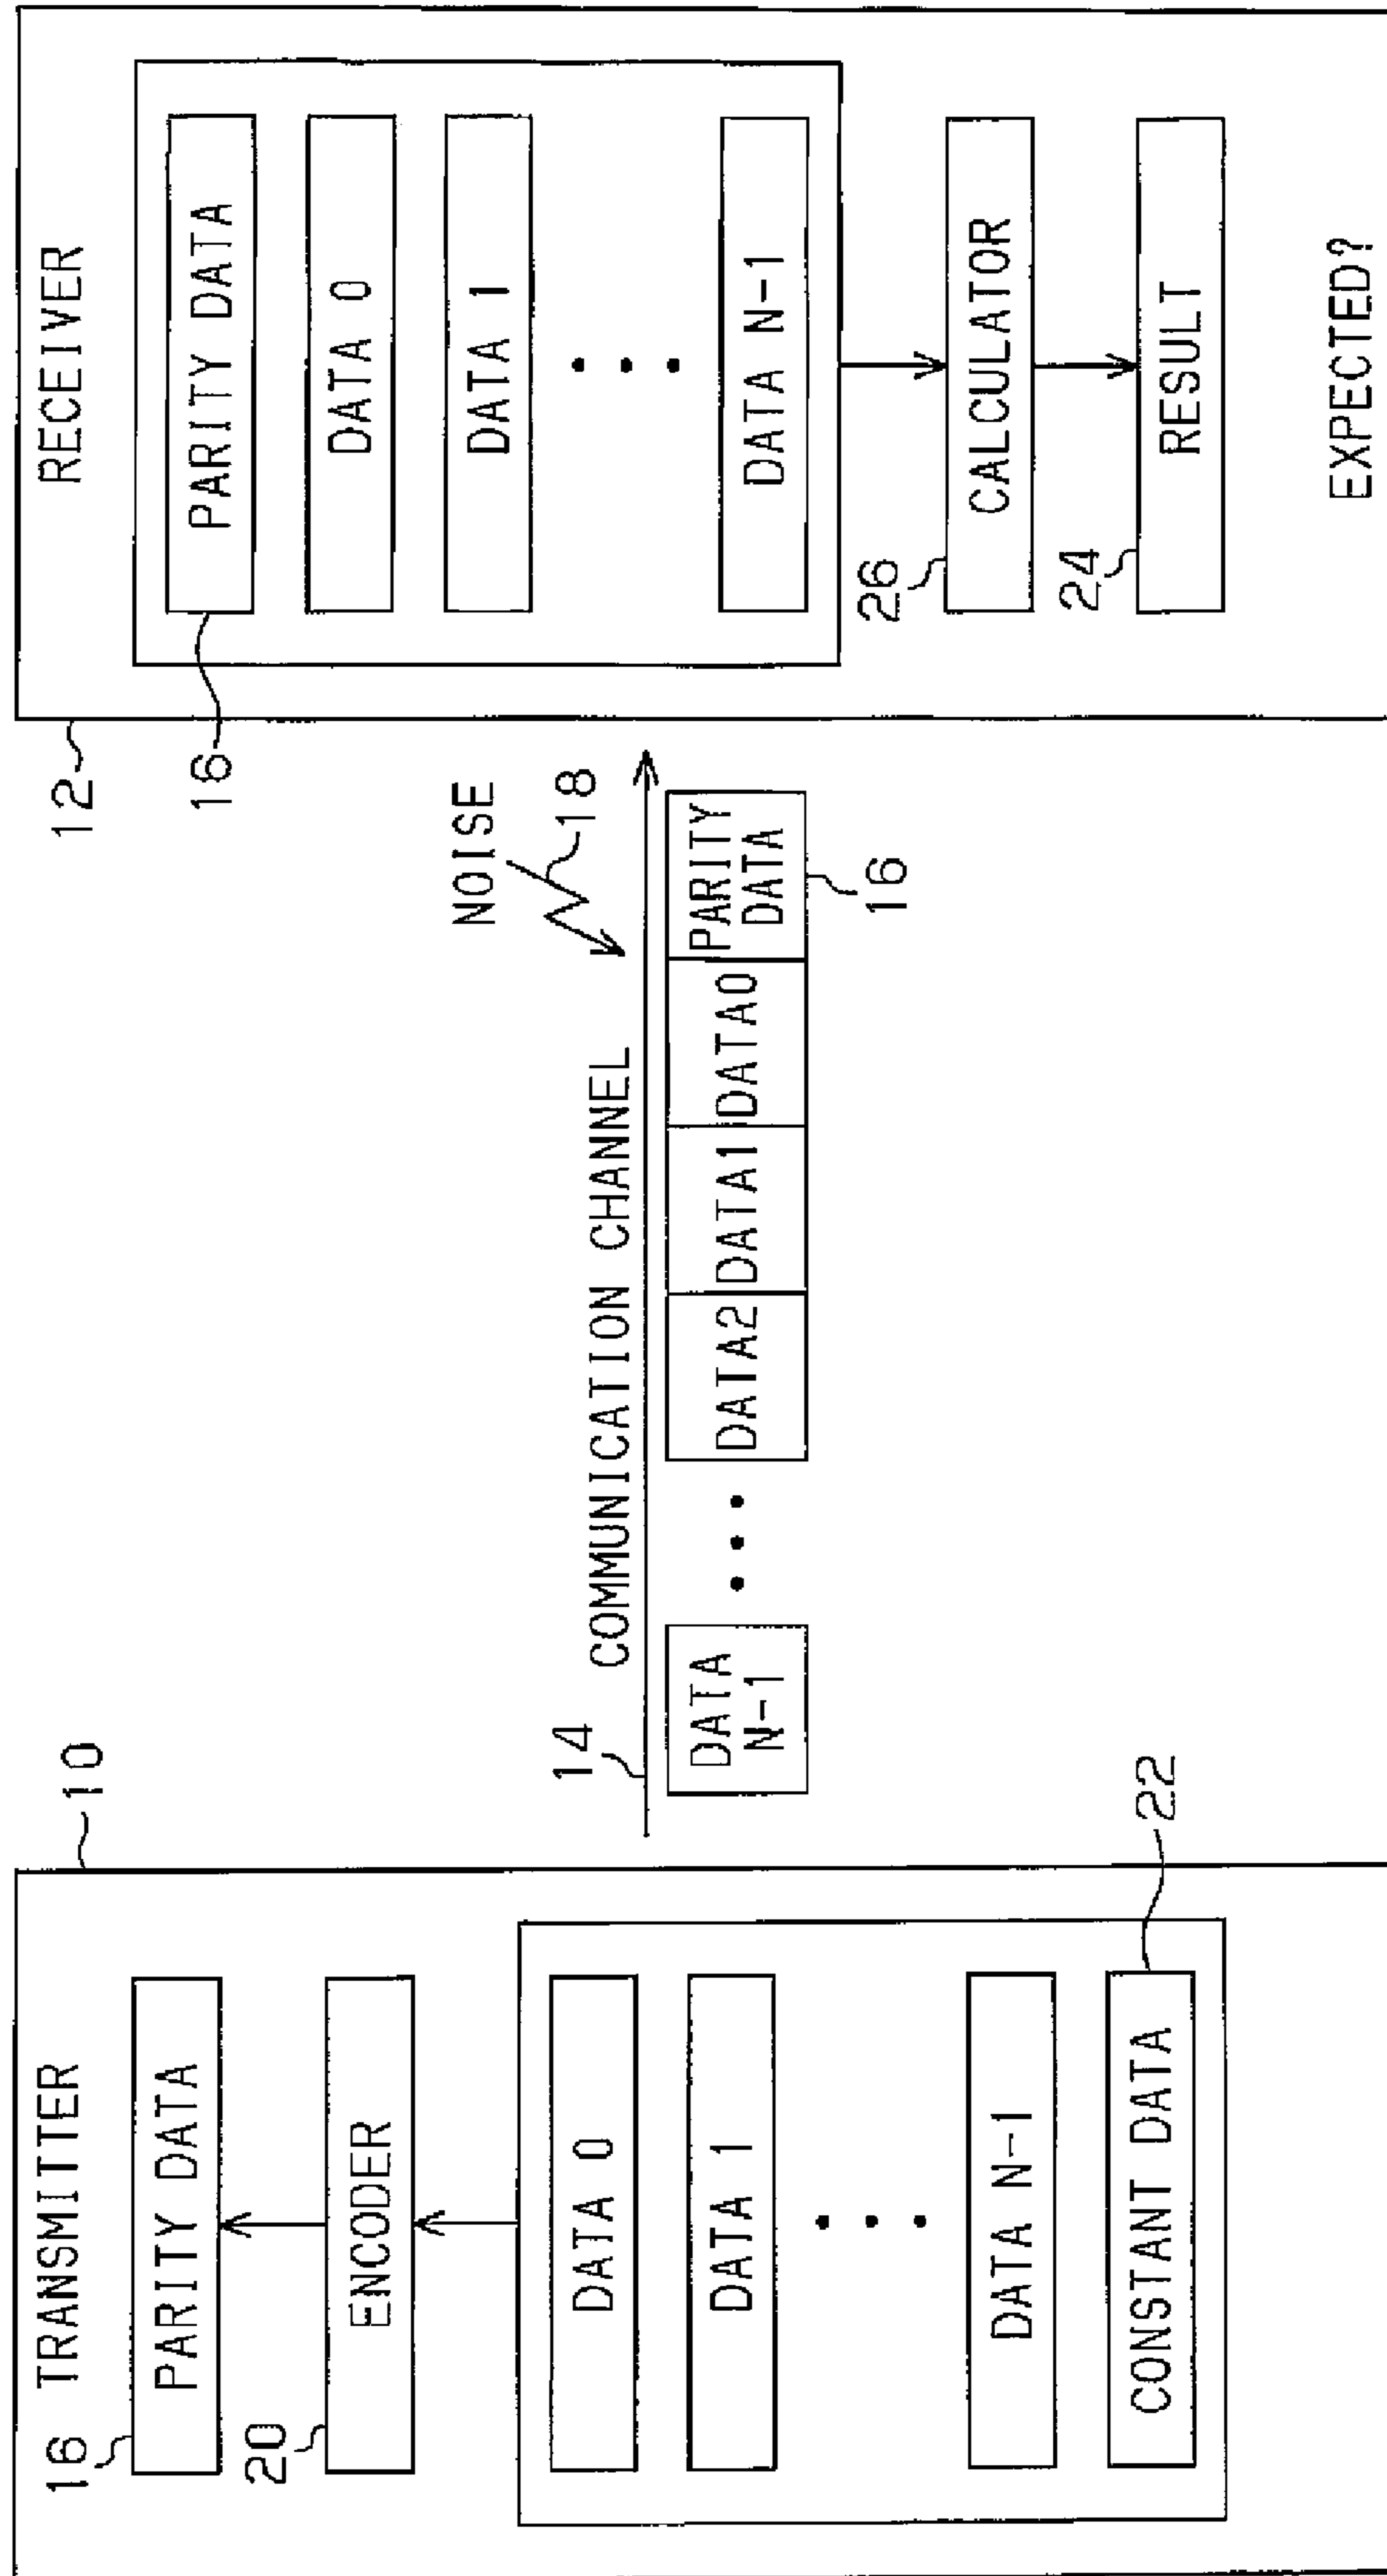 10
TRANSMITTER
16
PARITY DATA
20
ENCODER
DATA 0
DATA 1
DATA N-1
CONSTANT DATA
22
14
COMMUNICATION CHANNEL
NOISE
18
DATA
N-1
DATA2
DATA1
DATA0
PARITY
DATA
16
12
RECEIVER
16
PARITY DATA
DATA 0
DATA 1
DATA N-1
26
CALCULATOR
24
RESULT
EXPECTED?